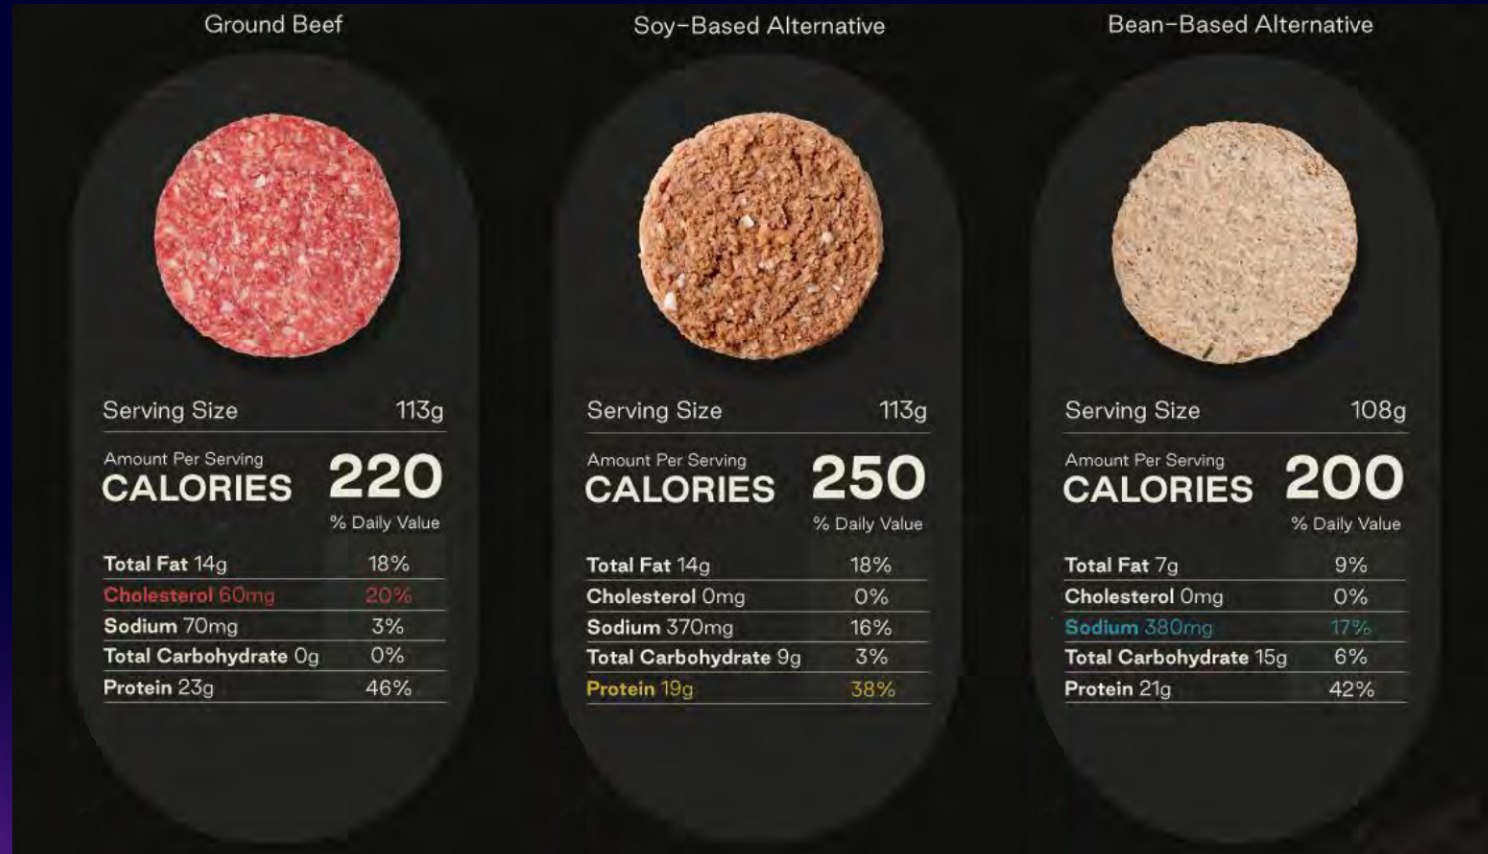 Ground Beef
Serving Size 113g
Amount Per Serving
CALORIES 220
% Daily Value
Total Fat 14g 18%
Cholesterol 60mg 20%
Sodium 70mg 3%
Total Carbohydrate 0g 0%
Protein 23g 46%
Soy-Based Alternative
Serving Size 113g
Amount Per Serving
CALORIES 250
% Daily Value
Total Fat 14g 18%
Cholesterol 0mg 0%
Sodium 370mg 16%
Total Carbohydrate 9g 3%
Protein 19g 38%
Bean-Based Alternative
Serving Size 108g
Amount Per Serving
CALORIES 200
% Daily Value
Total Fat 7g 9%
Cholesterol 0mg 0%
Sodium 380mg 17%
Total Carbohydrate 15g 6%
Protein 21g 42%